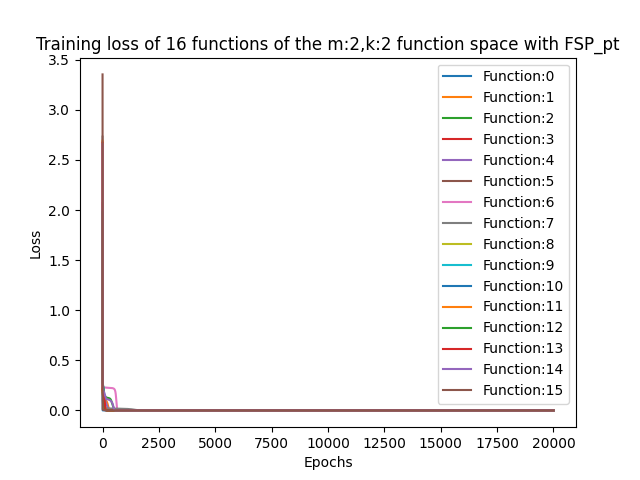 Training loss of 16 functions of the m:2,k:2 function space with FSP_pt
3.5
3.0
2.5
2.0
1.5
1.0
0.5
0.0
Loss
Function:0
Function:1
Function:2
Function:3
Function:4
Function:5
Function:6
Function:7
Function:8
Function:9
Function:10
Function:11
Function:12
Function:13
Function:14
Function:15
0 2500 5000 7500 10000 12500 15000 17500 20000
Epochs